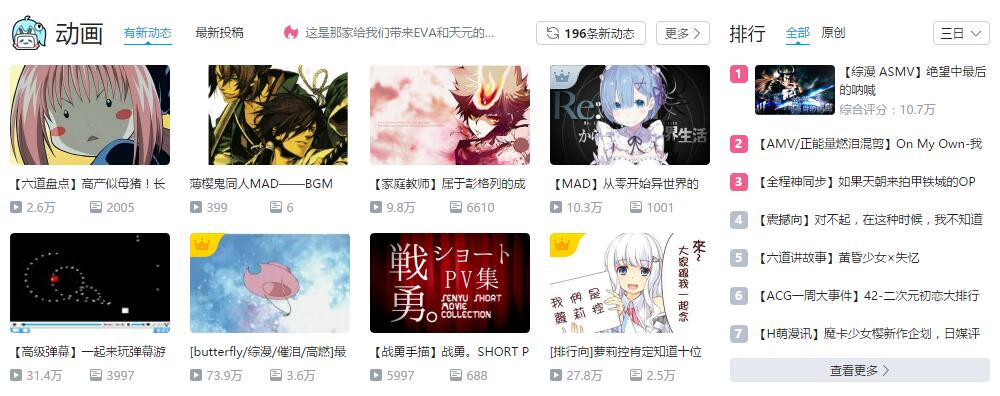 动画
有新动态
最新投稿
这是那家给我们带来EVA和天元的...
196条新动态
更多
排行
全部
原创
三日
Re:
から
界生活
【六道盘点】高产似母猪！长
2.6万
2005
薄樱鬼同人MAD——BGM
399
6
【家庭教师】属于彭格列的成
9.8万
6610
【MAD】从零开始异世界的
10.3万
1001
戦勇。
ショート
PV集
SENYU SHORT
MOVIE
COLLECTION
來~
大家跟我一起念
我們是
蘿莉控
【高级弹幕】一起来玩弹幕游
31.4万
3997
[butterfly/综漫/催泪/高燃]最
73.9万
3.6万
【战勇手描】战勇。SHORT P
5997
688
[排行向]萝莉控肯定知道十位
27.8万
2.5万
1
【综漫 ASMV】绝望中最后
的呐喊
综合评分：10.7万
2
【AMV/正能量燃泪混剪】On My Own-我
3
【全程神同步】如果天朝来拍甲铁城的OP
4
【震撼向】对不起，在这种时候，我不知道
5
【六道讲故事】黄昏少女×失忆
6
【ACG一周大事件】42-二次元初恋大排行
7
【H萌漫讯】魔卡少女樱新作企划，日媒评
查看更多